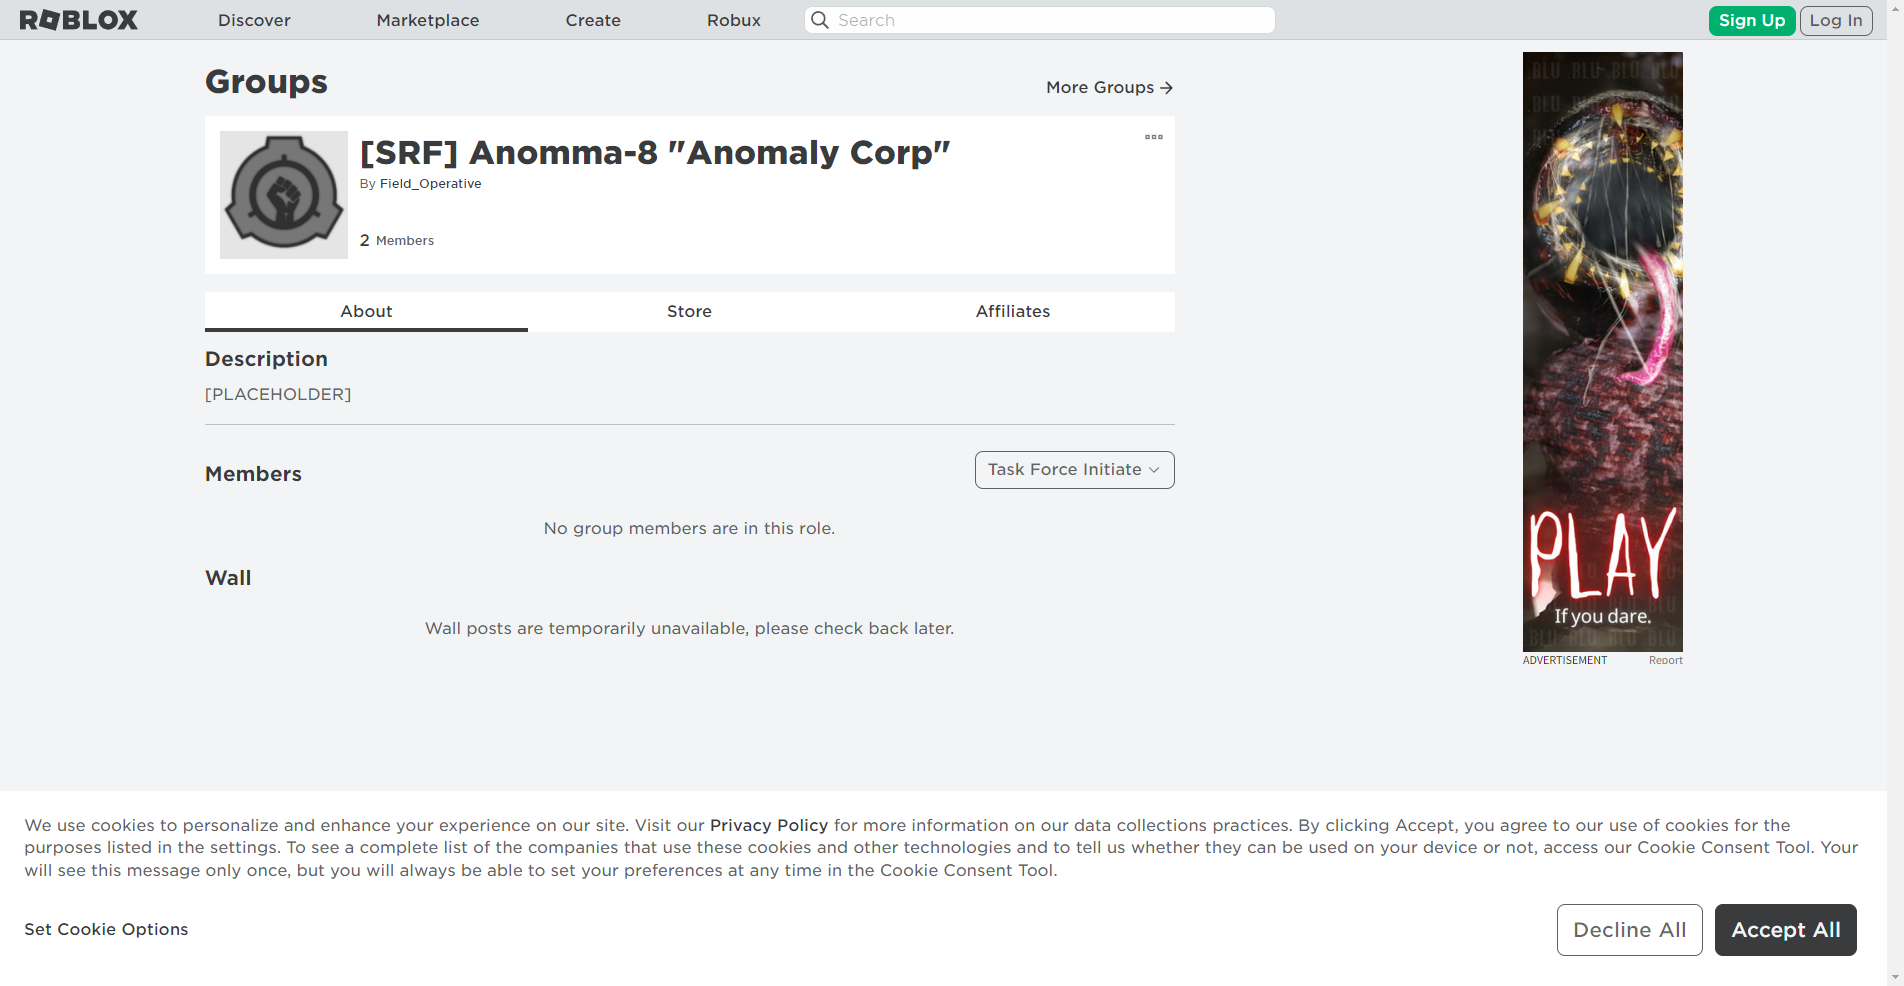 ROBLOX
Discover
Marketplace
Create
Robux
Search
Sign Up
Log In
Groups
More Groups
[SRF] Anomma-8 "Anomaly Corp"
By Field_Operative
2 Members
About
Store
Affiliates
Description
[PLACEHOLDER]
Members
Task Force Initiate
No group members are in this role.
Wall
Wall posts are temporarily unavailable, please check back later.
BLU BLU BLU BLU
PLAY
If you dare.
BLU BLU BLU BLU
ADVERTISEMENT
Report
We use cookies to personalize and enhance your experience on our site. Visit our Privacy Policy for more information on our data collections practices. By clicking Accept, you agree to our use of cookies for the
purposes listed in the settings. To see a complete list of the companies that use these cookies and other technologies and to tell us whether they can be used on your device or not, access our Cookie Consent Tool. Your
will see this message only once, but you will always be able to set your preferences at any time in the Cookie Consent Tool.
Set Cookie Options
Decline All
Accept All